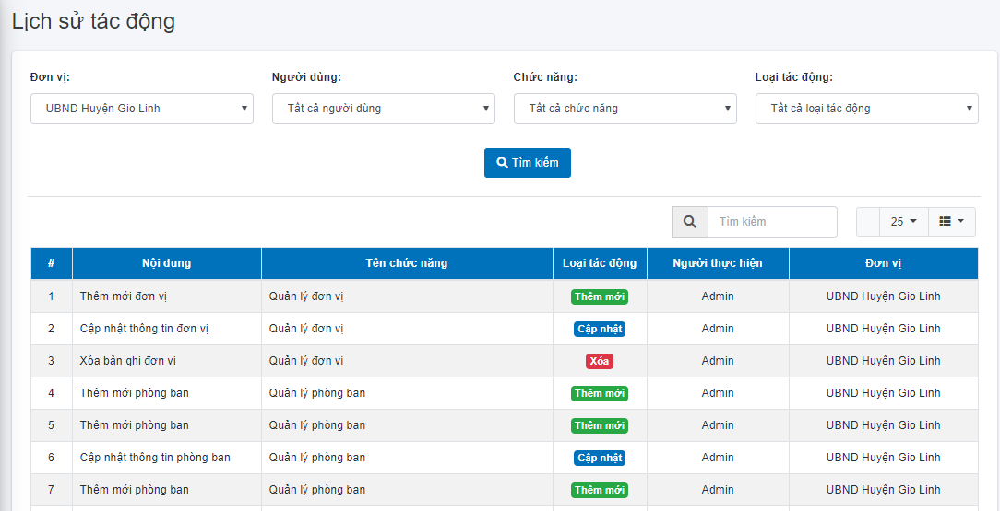 Lịch sử tác động
Đơn vị: Người dùng: Chức năng: Loại tác động:
UBND Huyện Gio Linh Tất cả người dùng Tất cả chức năng Tất cả loại tác động
Tìm kiếm
Tìm kiếm 25
# Nội dung Tên chức năng Loại tác động Người thực hiện Đơn vị
1 Thêm mới đơn vị Quản lý đơn vị Thêm mới Admin UBND Huyện Gio Linh
2 Cập nhật thông tin đơn vị Quản lý đơn vị Cập nhật Admin UBND Huyện Gio Linh
3 Xóa bản ghi đơn vị Quản lý đơn vị Xóa Admin UBND Huyện Gio Linh
4 Thêm mới phòng ban Quản lý phòng ban Thêm mới Admin UBND Huyện Gio Linh
5 Thêm mới phòng ban Quản lý phòng ban Thêm mới Admin UBND Huyện Gio Linh
6 Cập nhật thông tin phòng ban Quản lý phòng ban Cập nhật Admin UBND Huyện Gio Linh
7 Thêm mới phòng ban Quản lý phòng ban Thêm mới Admin UBND Huyện Gio Linh